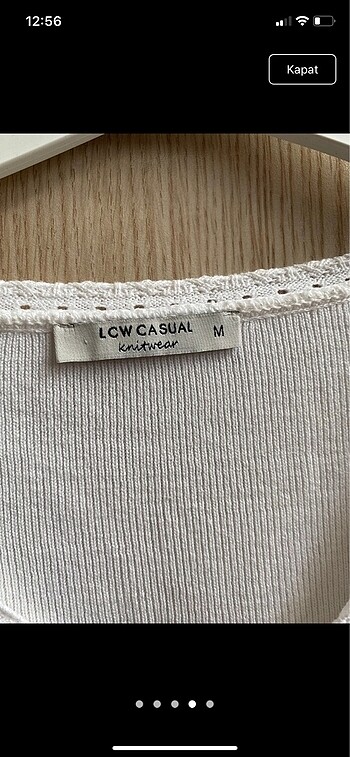 12:56
Kapat
LCW CASUAL M
knitwear